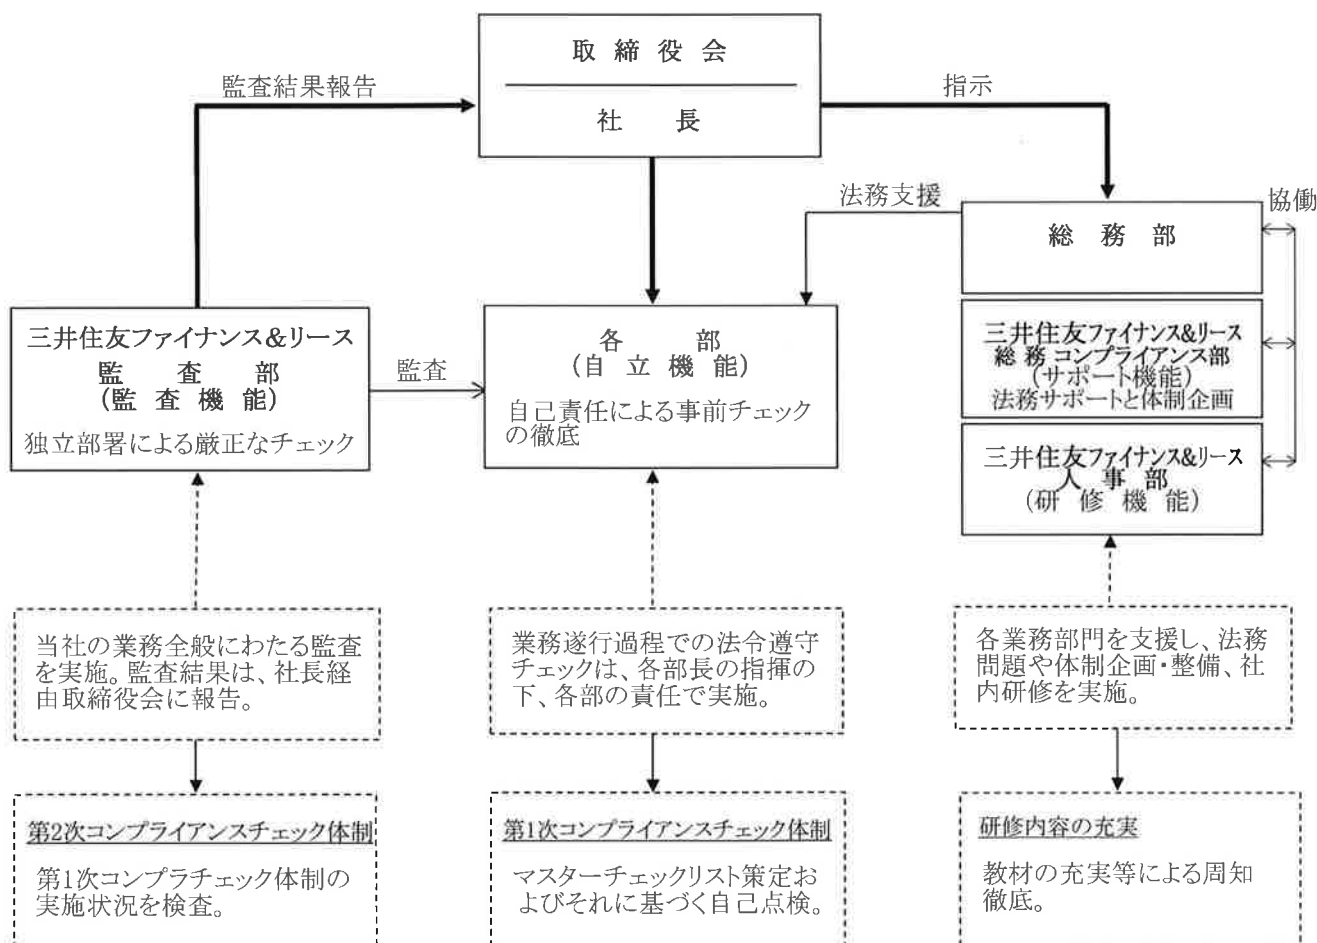 取締役会
社長
監査結果報告
指示
法務支援
協働
総務部
三井住友ファイナンス&リース
監査部
(監査機能)
独立部署による厳正なチェック
監査
各部
(自立機能)
自己責任による事前チェック
の徹底
三井住友ファイナンス&リース
総務コンプライアンス部
(サポート機能)
法務サポートと体制企画
三井住友ファイナンス&リース
人事部
(研修機能)
当社の業務全般にわたる監査
を実施。監査結果は、社長経
由取締役会に報告。
業務遂行過程での法令遵守
チェックは、各部長の指揮の
下、各部の責任で実施。
各業務部門を支援し、法務
問題や体制企画・整備、社
内研修を実施。
第2次コンプライアンスチェック体制
第1次コンプラチェック体制の
実施状況を検査。
第1次コンプライアンスチェック体制
マスターチェックリスト策定お
よびそれに基づく自己点検。
研修内容の充実
教材の充実等による周知
徹底。